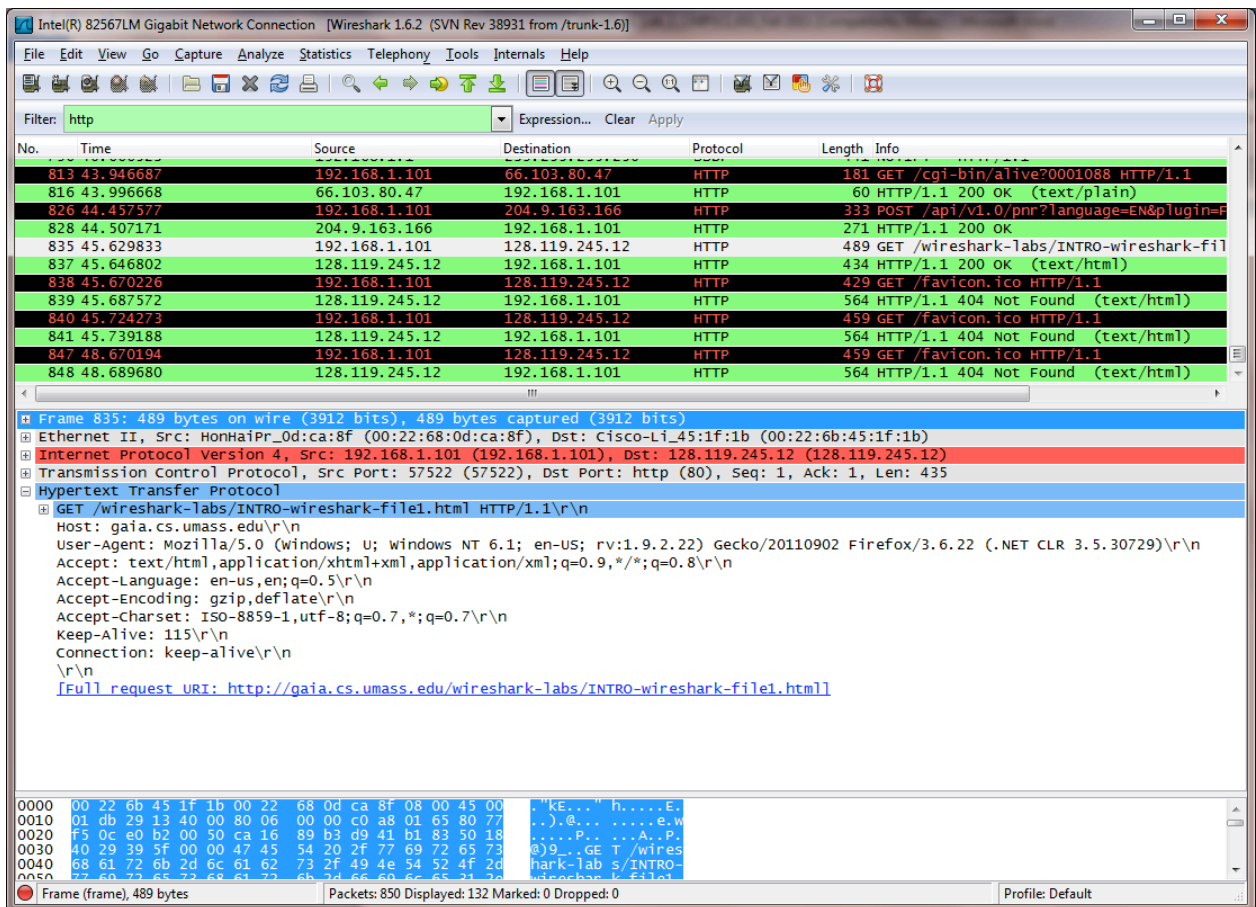 Intel(R) 82567LM Gigabit Network Connection [Wireshark 1.6.2 (SVN Rev 38931 from /trunk-1.6)]
File Edit View Go Capture Analyze Statistics Telephony Tools Internals Help
Filter: http Expression... Clear Apply
No. Time Source Destination Protocol Length Info
813 43.946687 192.168.1.101 66.103.80.47 HTTP 181 GET /cgi-bin/alive?0001088 HTTP/1.1
816 43.996668 66.103.80.47 192.168.1.101 HTTP 60 HTTP/1.1 200 OK (text/plain)
826 44.457577 192.168.1.101 204.9.163.166 HTTP 333 POST /api/v1.0/pnr?language=EN&plugin=F
828 44.507171 204.9.163.166 192.168.1.101 HTTP 271 HTTP/1.1 200 OK
835 45.629833 192.168.1.101 128.119.245.12 HTTP 489 GET /wireshark-labs/INTRO-wireshark-fil
837 45.646802 128.119.245.12 192.168.1.101 HTTP 434 HTTP/1.1 200 OK (text/html)
838 45.670226 192.168.1.101 128.119.245.12 HTTP 429 GET /favicon.ico HTTP/1.1
839 45.687572 128.119.245.12 192.168.1.101 HTTP 564 HTTP/1.1 404 Not Found (text/html)
840 45.724273 192.168.1.101 128.119.245.12 HTTP 459 GET /favicon.ico HTTP/1.1
841 45.739188 128.119.245.12 192.168.1.101 HTTP 564 HTTP/1.1 404 Not Found (text/html)
847 48.670194 192.168.1.101 128.119.245.12 HTTP 459 GET /favicon.ico HTTP/1.1
848 48.689680 128.119.245.12 192.168.1.101 HTTP 564 HTTP/1.1 404 Not Found (text/html)
Frame 835: 489 bytes on wire (3912 bits), 489 bytes captured (3912 bits)
Ethernet II, Src: HonHaiPr_0d:ca:8f (00:22:68:0d:ca:8f), Dst: Cisco-Li_45:1f:1b (00:22:6b:45:1f:1b)
Internet Protocol Version 4, Src: 192.168.1.101 (192.168.1.101), Dst: 128.119.245.12 (128.119.245.12)
Transmission Control Protocol, Src Port: 57522 (57522), Dst Port: http (80), Seq: 1, Ack: 1, Len: 435
Hypertext Transfer Protocol
GET /wireshark-labs/INTRO-wireshark-file1.html HTTP/1.1\r\n
Host: gaia.cs.umass.edu\r\n
User-Agent: Mozilla/5.0 (Windows; U; Windows NT 6.1; en-US; rv:1.9.2.22) Gecko/20110902 Firefox/3.6.22 (.NET CLR 3.5.30729)\r\n
Accept: text/html,application/xhtml+xml,application/xml;q=0.9,*/*;q=0.8\r\n
Accept-Language: en-us,en;q=0.5\r\n
Accept-Encoding: gzip,deflate\r\n
Accept-Charset: ISO-8859-1,utf-8;q=0.7,*;q=0.7\r\n
Keep-Alive: 115\r\n
Connection: keep-alive\r\n
\r\n
[Full request URI: http://gaia.cs.umass.edu/wireshark-labs/INTRO-wireshark-file1.html]
0000 00 22 6b 45 1f 1b 00 22 68 0d ca 8f 08 00 45 00 ."kE..." h.....E.
0010 01 db 29 13 40 00 80 06 00 00 c0 a8 01 65 80 77 ..).@... .....e.w
0020 f5 0c e0 b2 00 50 ca 16 89 b3 d9 41 b1 83 50 18 .....P.. ...A..P.
0030 40 29 39 5f 00 00 47 45 54 20 2f 77 69 72 65 73 @)9_..GE T /wires
0040 68 61 72 6b 2d 6c 61 62 73 2f 49 4e 54 52 4f 2d hark-lab s/INTRO-
0050 77 69 72 65 73 68 61 72 6b 2d 66 69 6c 65 31 2e wireshar k-file1.
Frame (frame), 489 bytes Packets: 850 Displayed: 132 Marked: 0 Dropped: 0 Profile: Default